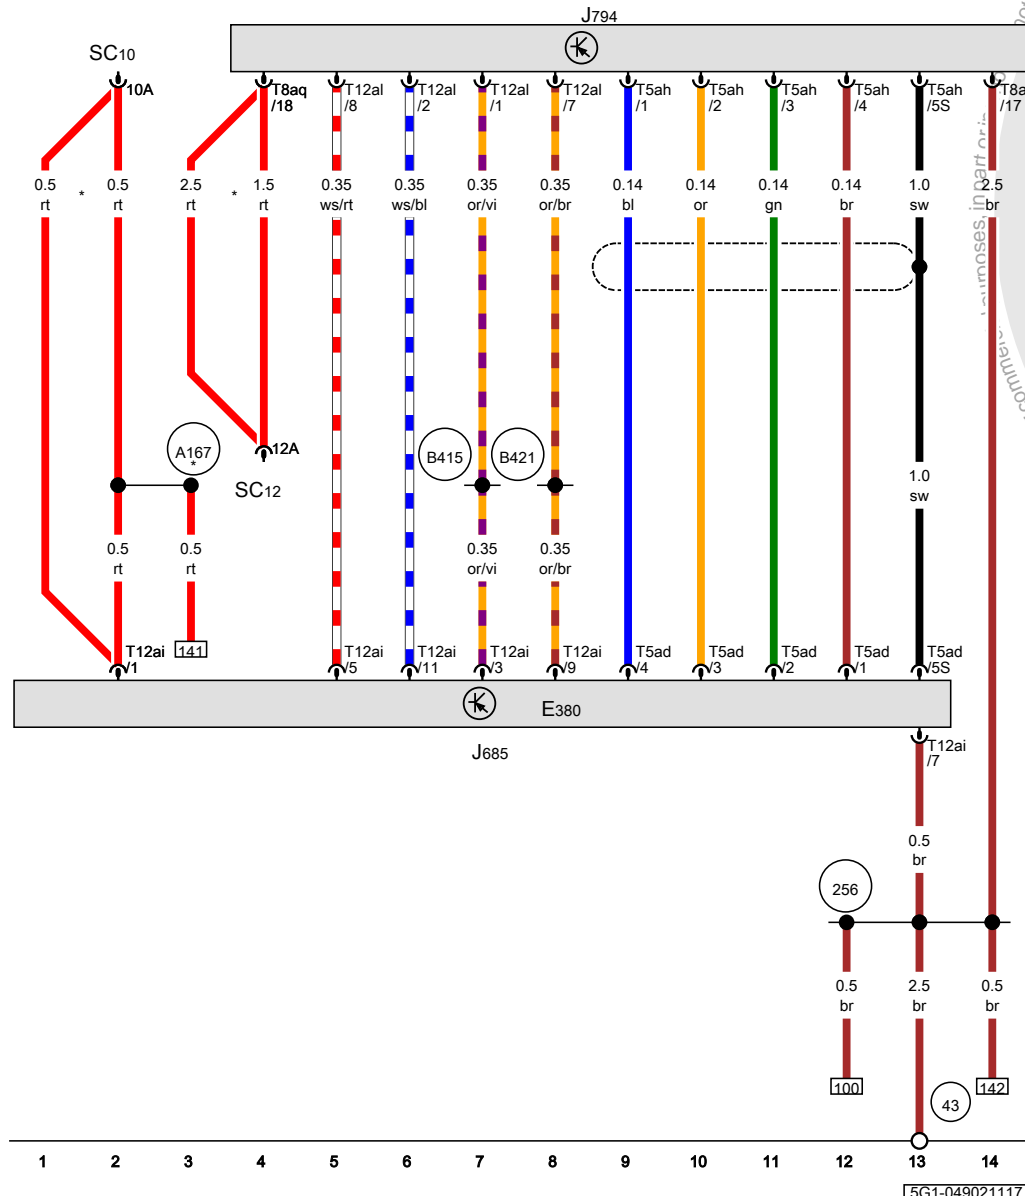 J794
SC10
10A
T8aq
/18
T12al
/8
T12al
/2
T12al
/1
T12al
/7
T5ah
/1
T5ah
/2
T5ah
/3
T5ah
/4
T5ah
/5S
T8a
/17
0.5
rt
*
0.5
rt
2.5
rt
*
1.5
rt
0.35
ws/rt
0.35
ws/bl
0.35
or/vi
0.35
or/br
0.14
bl
0.14
or
0.14
gn
0.14
br
1.0
sw
2.5
br
poses, in part or in
commercial
A167
*
12A
SC12
B415
B421
1.0
sw
0.5
rt
0.5
rt
0.35
or/vi
0.35
or/br
141
T12ai
/1
T12ai
/5
T12ai
/11
T12ai
/3
T12ai
/9
T5ad
/4
T5ad
/3
T5ad
/2
T5ad
/1
T5ad
/5S
E380
J685
T12ai
/7
0.5
br
256
0.5
br
2.5
br
0.5
br
100
43
142
1 2 3 4 5 6 7 8 9 10 11 12 13 14
5G1-049021117